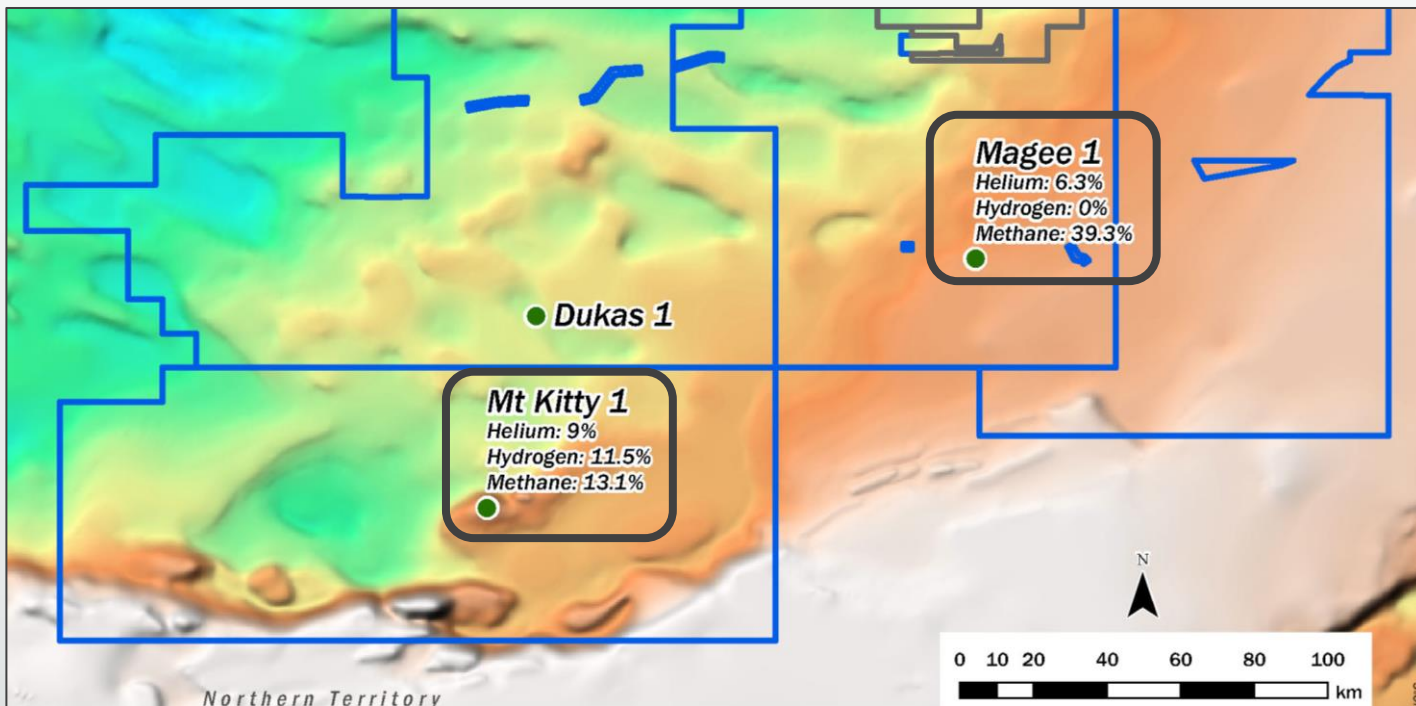 Magee 1
Helium: 6.3%
Hydrogen: 0%
Methane: 39.3%
Dukas 1
Mt Kitty 1
Helium: 9%
Hydrogen: 11.5%
Methane: 13.1%
N
0 10 20 40 60 80 100
km
Northern Territory